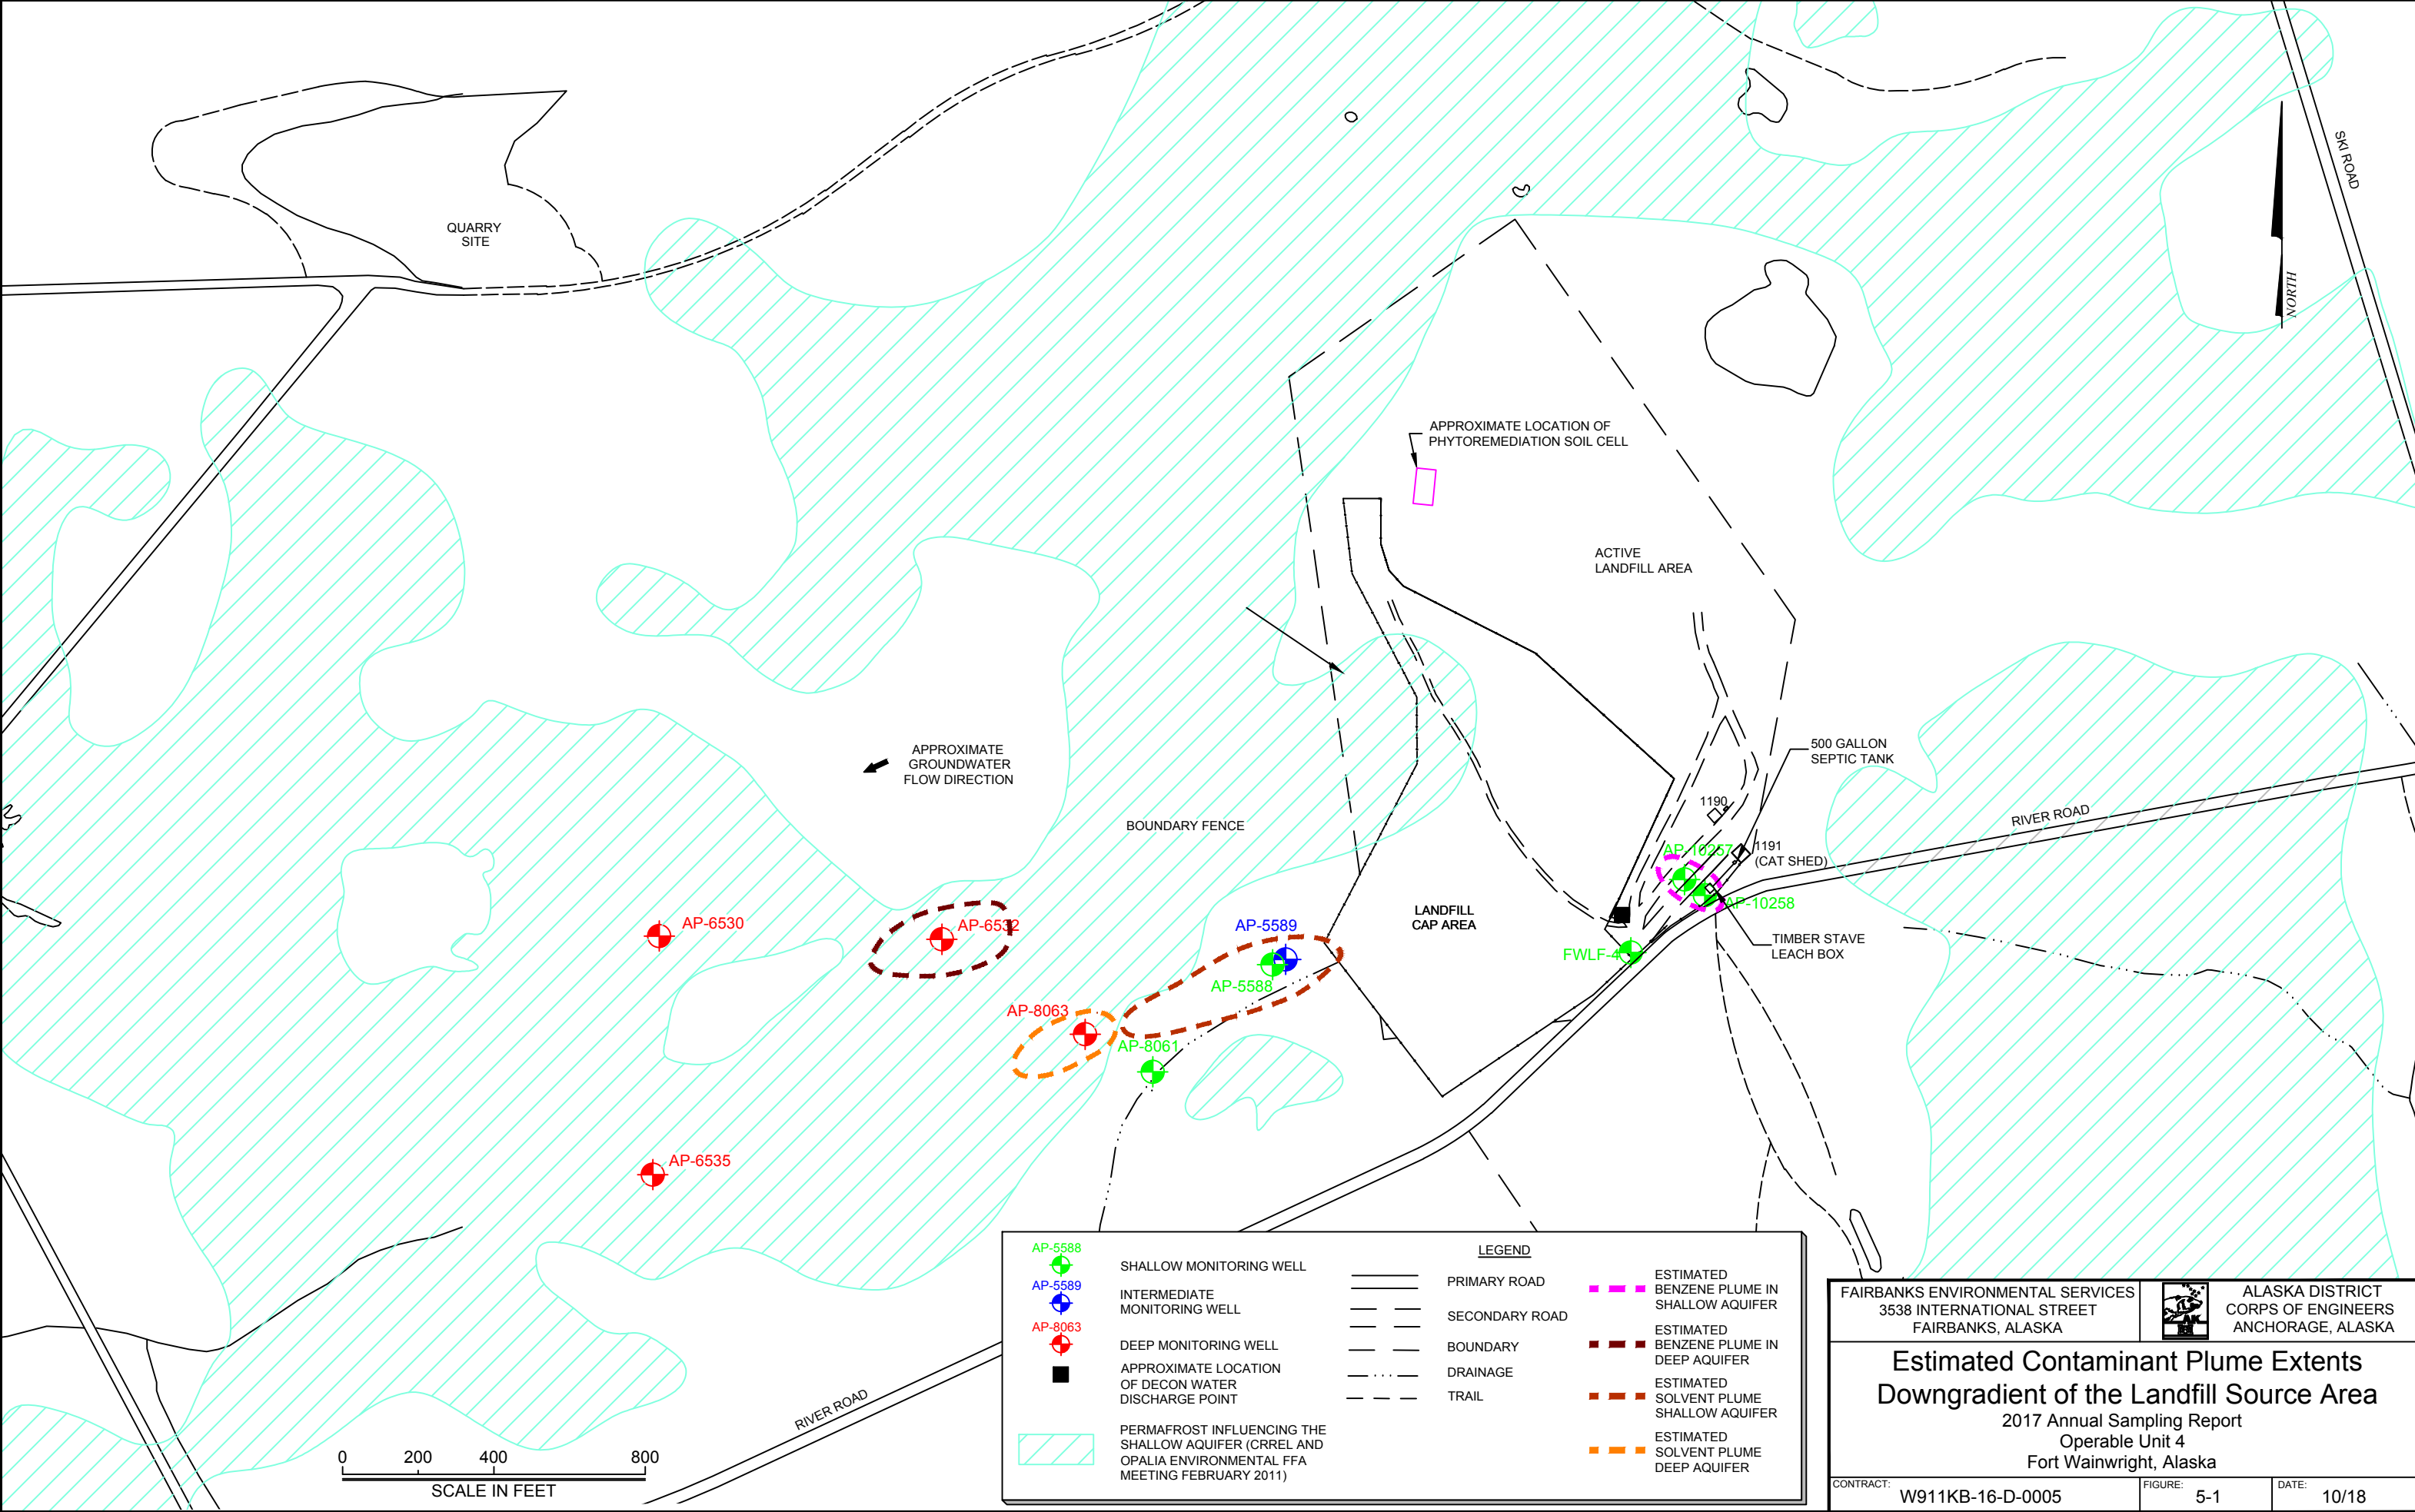 SKI ROAD
NORTH
QUARRY
SITE
APPROXIMATE LOCATION OF
PHYTOREMEDIATION SOIL CELL
ACTIVE
LANDFILL AREA
APPROXIMATE
GROUNDWATER
FLOW DIRECTION
500 GALLON
SEPTIC TANK
1190
RIVER ROAD
BOUNDARY FENCE
AP-10257
1191
(CAT SHED)
AP-10258
LANDFILL
CAP AREA
AP-6530
AP-6532
AP-5589
TIMBER STAVE
LEACH BOX
FWLF-4
AP-5588
AP-8063
AP-8061
AP-6535
RIVER ROAD
0 200 400 800
SCALE IN FEET
LEGEND
AP-5588
SHALLOW MONITORING WELL
AP-5589
INTERMEDIATE
MONITORING WELL
AP-8063
DEEP MONITORING WELL
APPROXIMATE LOCATION
OF DECON WATER
DISCHARGE POINT
PERMAFROST INFLUENCING THE
SHALLOW AQUIFER (CRREL AND
OPALIA ENVIRONMENTAL FFA
MEETING FEBRUARY 2011)
PRIMARY ROAD
SECONDARY ROAD
BOUNDARY
DRAINAGE
TRAIL
ESTIMATED
BENZENE PLUME IN
SHALLOW AQUIFER
ESTIMATED
BENZENE PLUME IN
DEEP AQUIFER
ESTIMATED
SOLVENT PLUME
SHALLOW AQUIFER
ESTIMATED
SOLVENT PLUME
DEEP AQUIFER
FAIRBANKS ENVIRONMENTAL SERVICES
3538 INTERNATIONAL STREET
FAIRBANKS, ALASKA
ALASKA DISTRICT
CORPS OF ENGINEERS
ANCHORAGE, ALASKA
Estimated Contaminant Plume Extents
Downgradient of the Landfill Source Area
2017 Annual Sampling Report
Operable Unit 4
Fort Wainwright, Alaska
CONTRACT: W911KB-16-D-0005
FIGURE: 5-1
DATE: 10/18